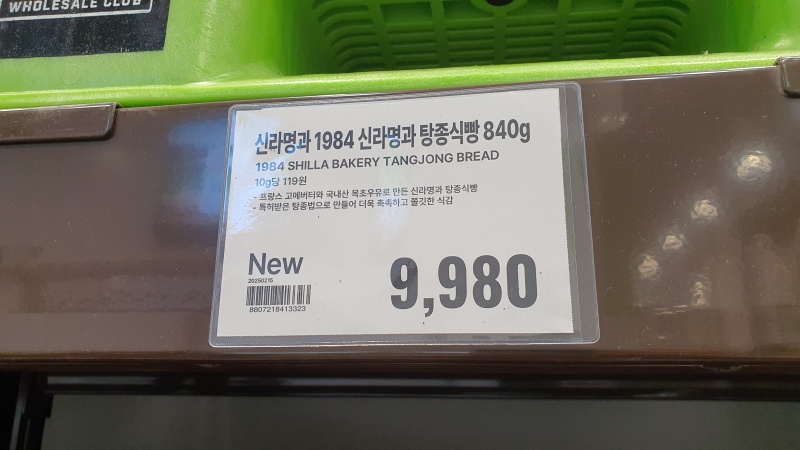 WHOLESALE CLUB
신라명과 1984 신라명과 탕종식빵 840g
1984 SHILLA BAKERY TANGJONG BREAD
10g당 119원
- 프랑스 고메버터와 국내산 목초우유로 만든 신라명과 탕종식빵
- 특허받은 탕종법으로 만들어 더욱 촉촉하고 쫄깃한 식감
New
20250215
8807218413323
9,980